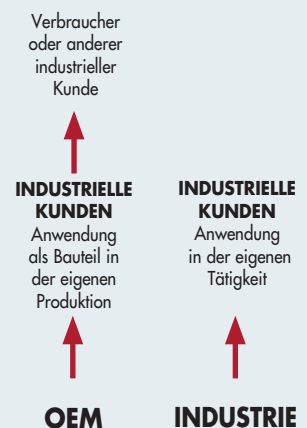 Verbraucher
oder anderer
industrieller
Kunde
INDUSTRIELLE
KUNDEN
Anwendung
als Bauteil in
der eigenen
Produktion
INDUSTRIELLE
KUNDEN
Anwendung
in der eigenen
Tätigkeit
OEM
INDUSTRIE